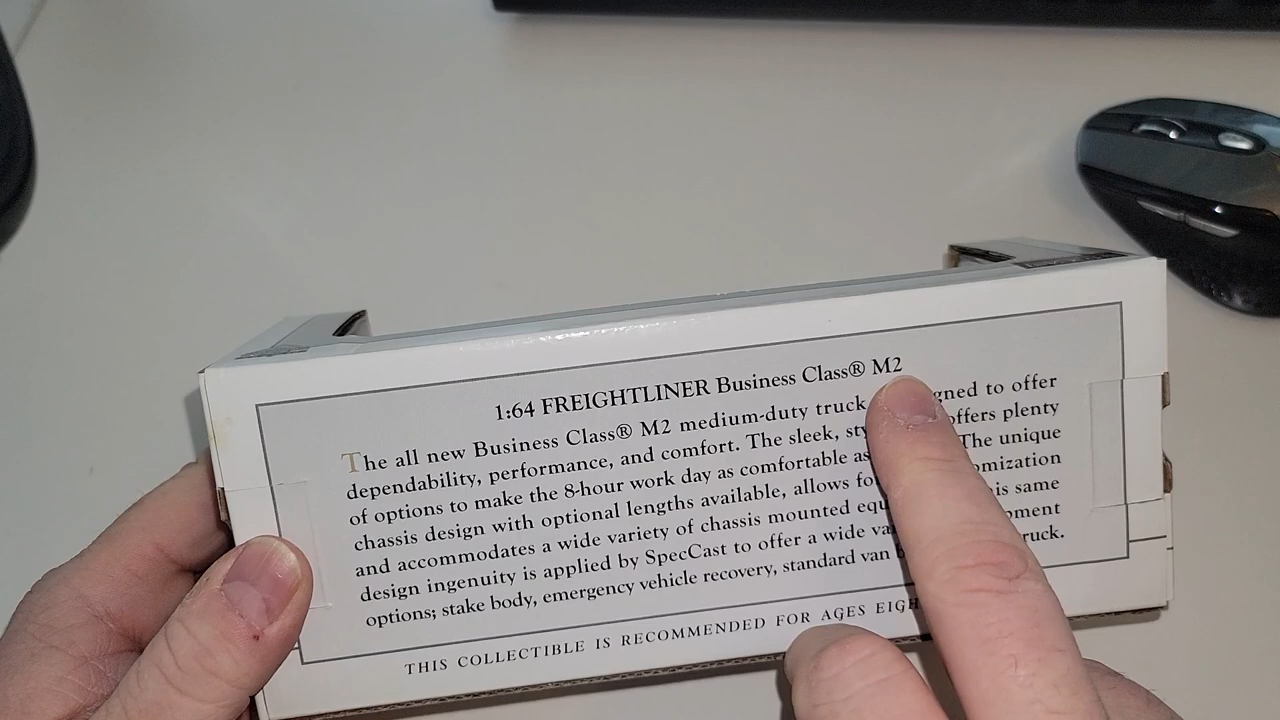 1:64 FREIGHTLINER Business Class® M2
The all new Business Class® M2 medium-duty truck gned to offer
dependability, performance, and comfort. The sleek, sty offers plenty
of options to make the 8-hour work day as comfortable as The unique
chassis design with optional lengths available, allows fo omization
and accommodates a wide variety of chassis mounted equ is same
design ingenuity is applied by SpecCast to offer a wide va pment
options; stake body, emergency vehicle recovery, standard van b ruck.
THIS COLLECTIBLE IS RECOMMENDED FOR AGES EIGH